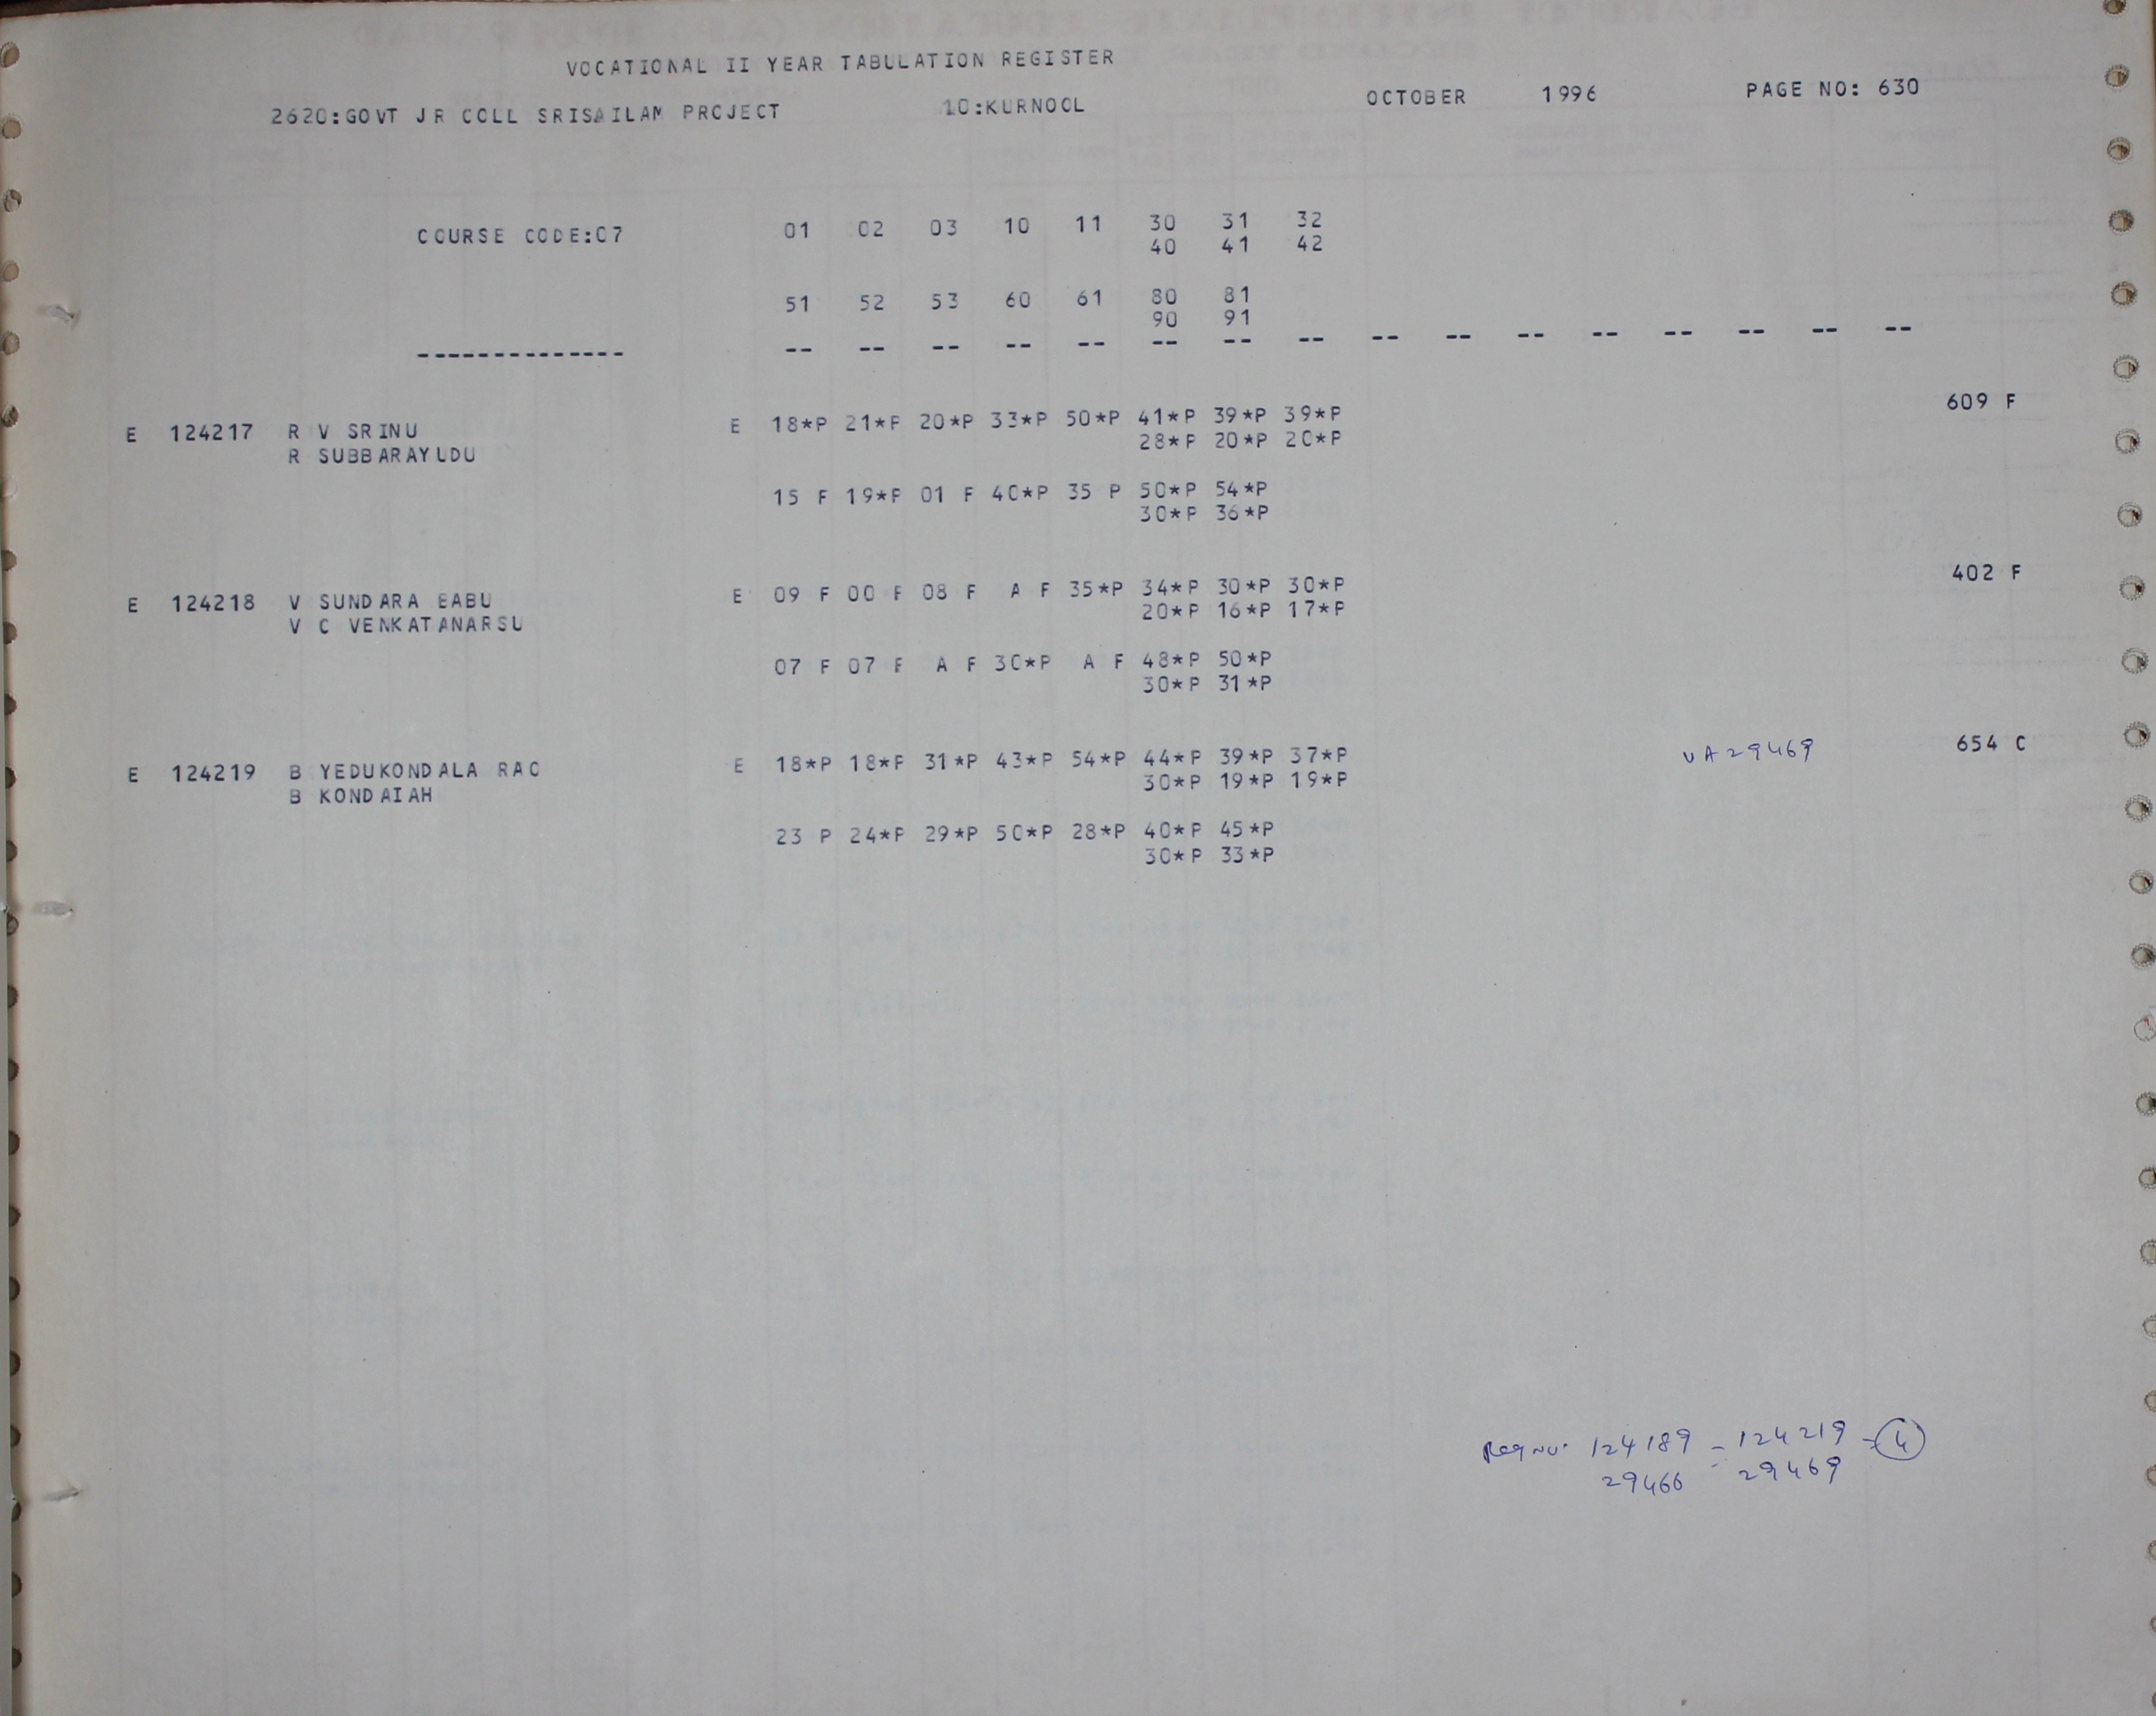 VOCATIONAL II YEAR TABULATION REGISTER
2620:GOVT JR COLL SRISAILAM PROJECT 10:KURNOOL OCTOBER 1996 PAGE NO: 630
COURSE CODE:07 01 02 03 10 11 30 31 32
40 41 42
51 52 53 60 61 80 81
90 91
-------------- -- -- -- -- -- -- -- -- -- -- -- -- -- -- -- --
E 124217 R V SRINU E 18*P 21*P 20*P 33*P 50*P 41*P 39*P 39*P 609 F
R SUBBARAYLDU 28*P 20*P 20*P
15 F 19*P 01 F 40*P 35 P 50*P 54*P
30*P 36*P
E 124218 V SUNDARA BABU E 09 F 00 F 08 F A F 35*P 34*P 30*P 30*P 402 F
V C VENKATANARSU 20*P 16*P 17*P
07 F 07 F A F 30*P A F 48*P 50*P
30*P 31*P
E 124219 B YEDUKONDALA RAO E 18*P 18*P 31*P 43*P 54*P 44*P 39*P 37*P VA29469 654 C
B KONDAIAH 30*P 19*P 19*P
23 P 24*P 29*P 50*P 28*P 40*P 45*P
30*P 33*P
Reg no. 124189 - 124219 - 4
29466 - 29469